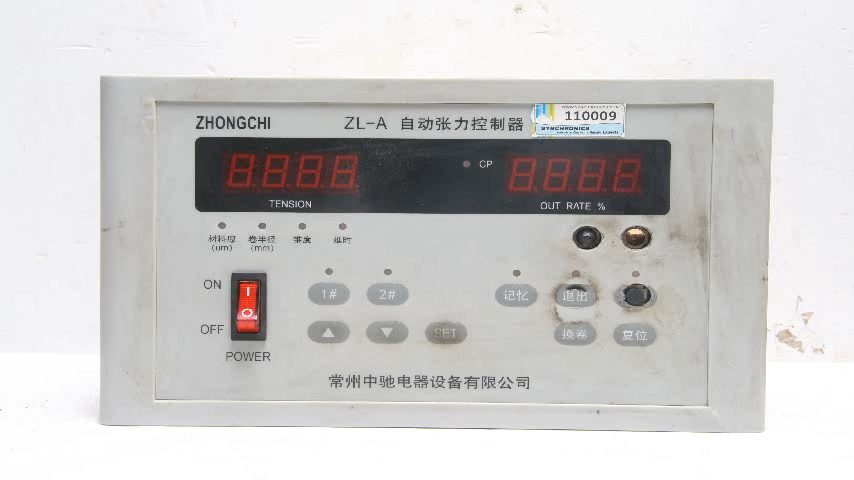 ZHONGCHI ZL-A 自动张力控制器
110009
SYNCHRONICS
8.8.8.8 CP 8.8.8.8
TENSION OUT RATE %
材料厚 卷半径 锥度 延时
(um) (mm)
ON 1# 2# 记忆 退出
OFF SET 换卷 复位
POWER
常州中驰电器设备有限公司